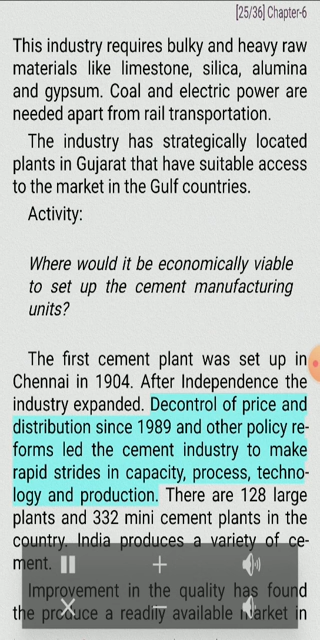 [25/36] Chapter-6
This industry requires bulky and heavy raw
materials like limestone, silica, alumina
and gypsum. Coal and electric power are
needed apart from rail transportation.
The industry has strategically located
plants in Gujarat that have suitable access
to the market in the Gulf countries.
Activity:
Where would it be economically viable
to set up the cement manufacturing
units?
The first cement plant was set up in
Chennai in 1904. After Independence the
industry expanded. Decontrol of price and
distribution since 1989 and other policy re-
forms led the cement industry to make
rapid strides in capacity, process, techno-
logy and production. There are 128 large
plants and 332 mini cement plants in the
country. India produces a variety of ce-
ment.
Improvement in the quality has found
the produce a readily available market in